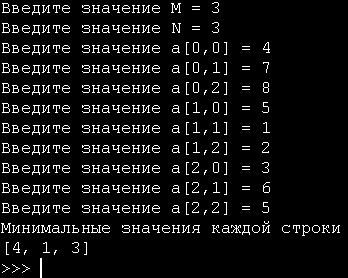 Введите значение M = 3
Введите значение N = 3
Введите значение a[0,0] = 4
Введите значение a[0,1] = 7
Введите значение a[0,2] = 8
Введите значение a[1,0] = 5
Введите значение a[1,1] = 1
Введите значение a[1,2] = 2
Введите значение a[2,0] = 3
Введите значение a[2,1] = 6
Введите значение a[2,2] = 5
Минимальные значения каждой строки
[4, 1, 3]
>>>